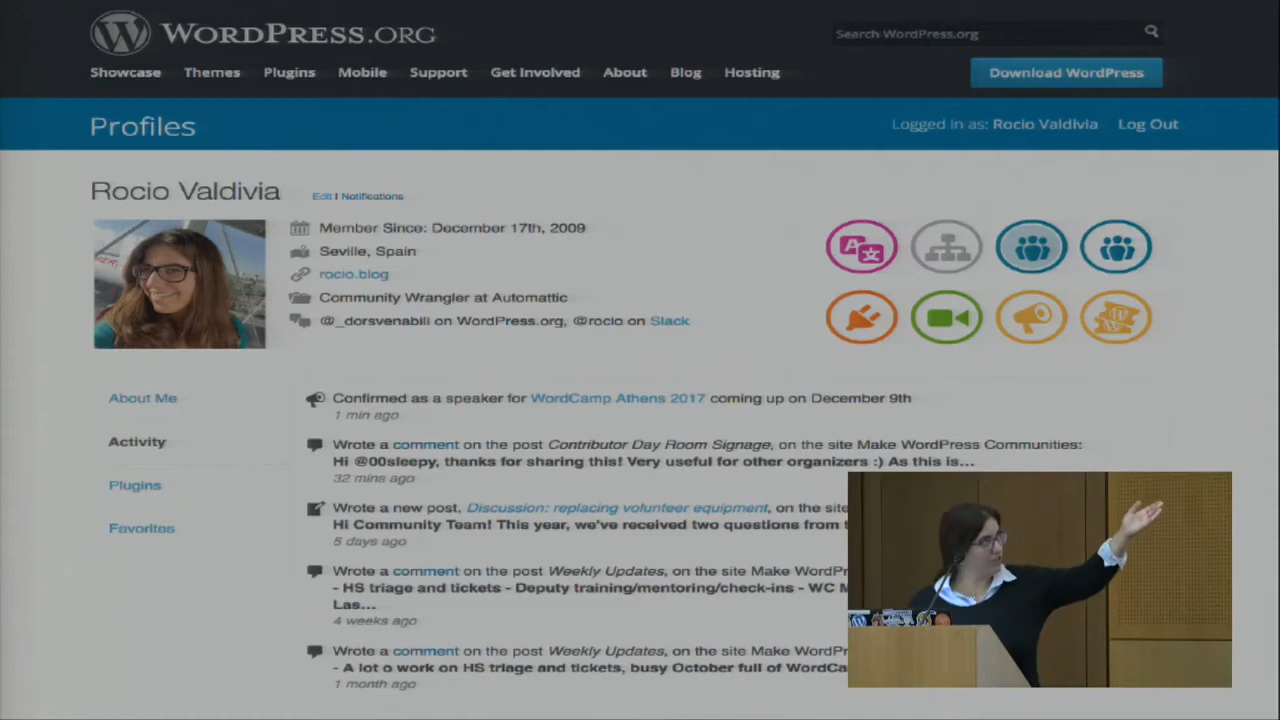 WORDPRESS.ORG
Search WordPress.org
Showcase Themes Plugins Mobile Support Get Involved About Blog Hosting
Download WordPress
Profiles
Logged in as: Rocio Valdivia Log Out
Rocio Valdivia
Edit | Notifications
Member Since: December 17th, 2009
Seville, Spain
rocio.blog
Community Wrangler at Automattic
@_dorsvenabili on WordPress.org, @rocio on Slack
About Me
Activity
Plugins
Favorites
Confirmed as a speaker for WordCamp Athens 2017 coming up on December 9th
1 min ago
Wrote a comment on the post Contributor Day Room Signage, on the site Make WordPress Communities:
Hi @00sleepy, thanks for sharing this! Very useful for other organizers :) As this is...
32 mins ago
Wrote a new post, Discussion: replacing volunteer equipment, on the site
Hi Community Team! This year, we've received two questions from
5 days ago
Wrote a comment on the post Weekly Updates, on the site Make WordPr
- HS triage and tickets - Deputy training/mentoring/check-ins - WC M
Las...
4 weeks ago
Wrote a comment on the post Weekly Updates, on the site Make WordPr
- A lot o work on HS triage and tickets, busy October full of WordCa
1 month ago